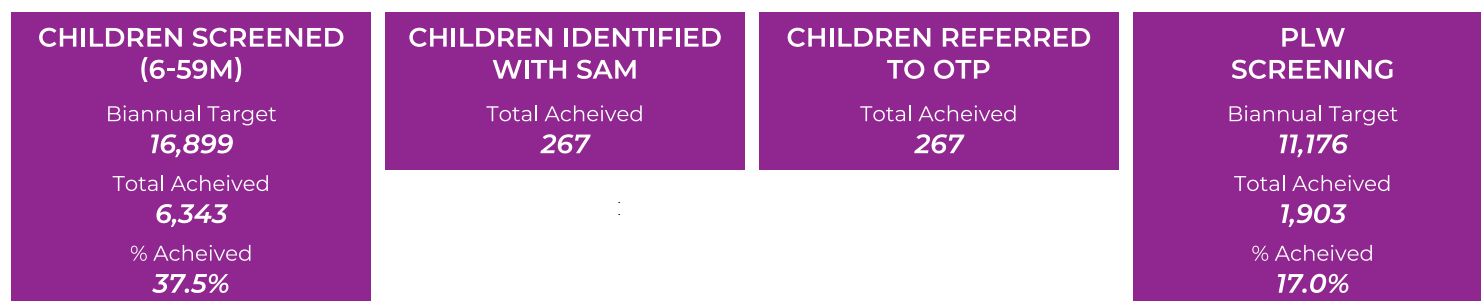 CHILDREN SCREENED
(6-59M)
Biannual Target
16,899
Total Acheived
6,343
% Acheived
37.5%
CHILDREN IDENTIFIED
WITH SAM
Total Acheived
267
:
CHILDREN REFERRED
TO OTP
Total Acheived
267
PLW
SCREENING
Biannual Target
11,176
Total Acheived
1,903
% Acheived
17.0%